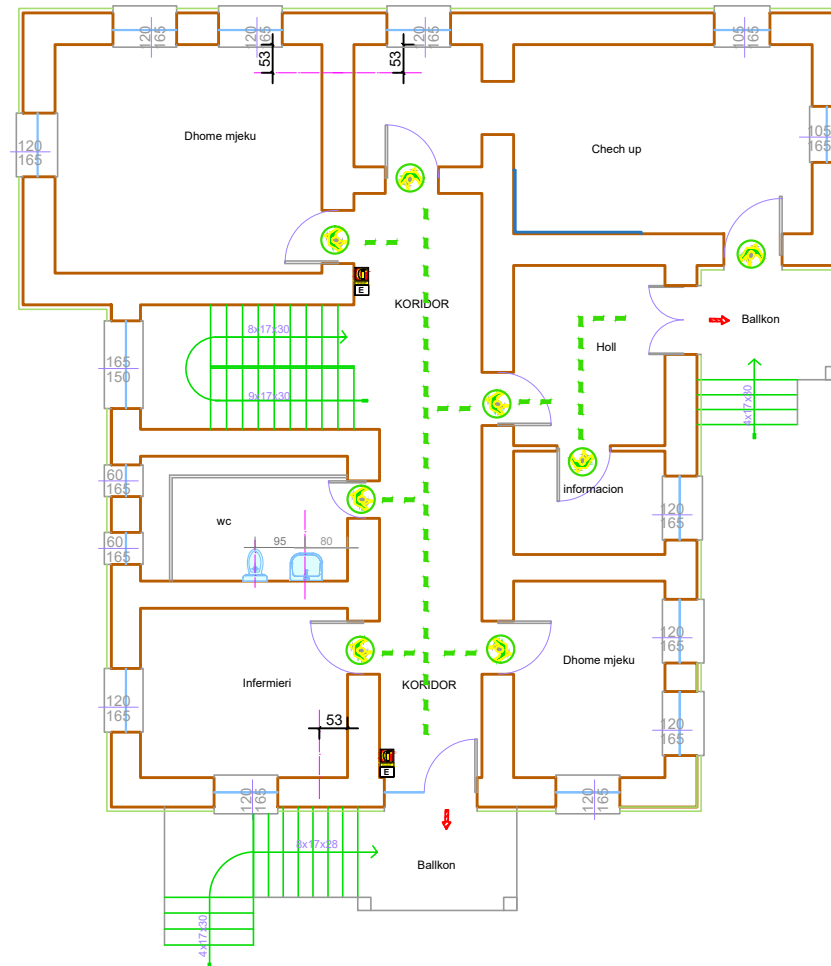 120
165
120
165
120
165
105
165
53
53
120
165
Dhome mjeku
Chech up
105
165
E
KORIDOR
Ballkon
8x17x30
Holl
165
150
9x17x30
4x17x30
60
165
informacion
wc
95
80
120
165
60
165
120
165
Infermieri
KORIDOR
Dhome mjeku
120
165
53
120
165
E
120
165
120
165
8x17x28
Ballkon
4x17x30